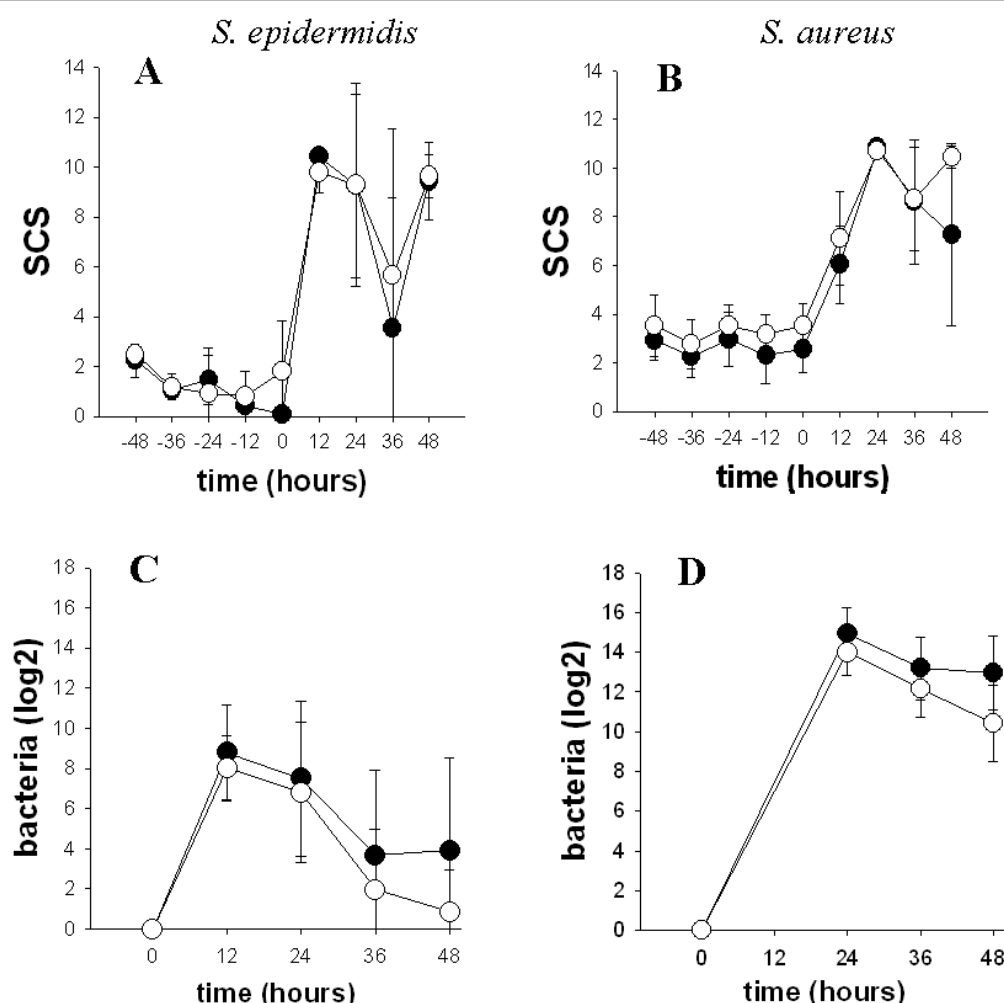 S. epidermidis
S. aureus
A
14
12
10
8
6
4
2
0
SCS
-48 -36 -24 -12 0 12 24 36 48
time (hours)
B
14
12
10
8
6
4
2
0
SCS
-48 -36 -24 -12 0 12 24 36 48
time (hours)
C
18
16
14
12
10
8
6
4
2
0
bacteria (log2)
0 12 24 36 48
time (hours)
D
18
16
14
12
10
8
6
4
2
0
bacteria (log2)
0 12 24 36 48
time (hours)